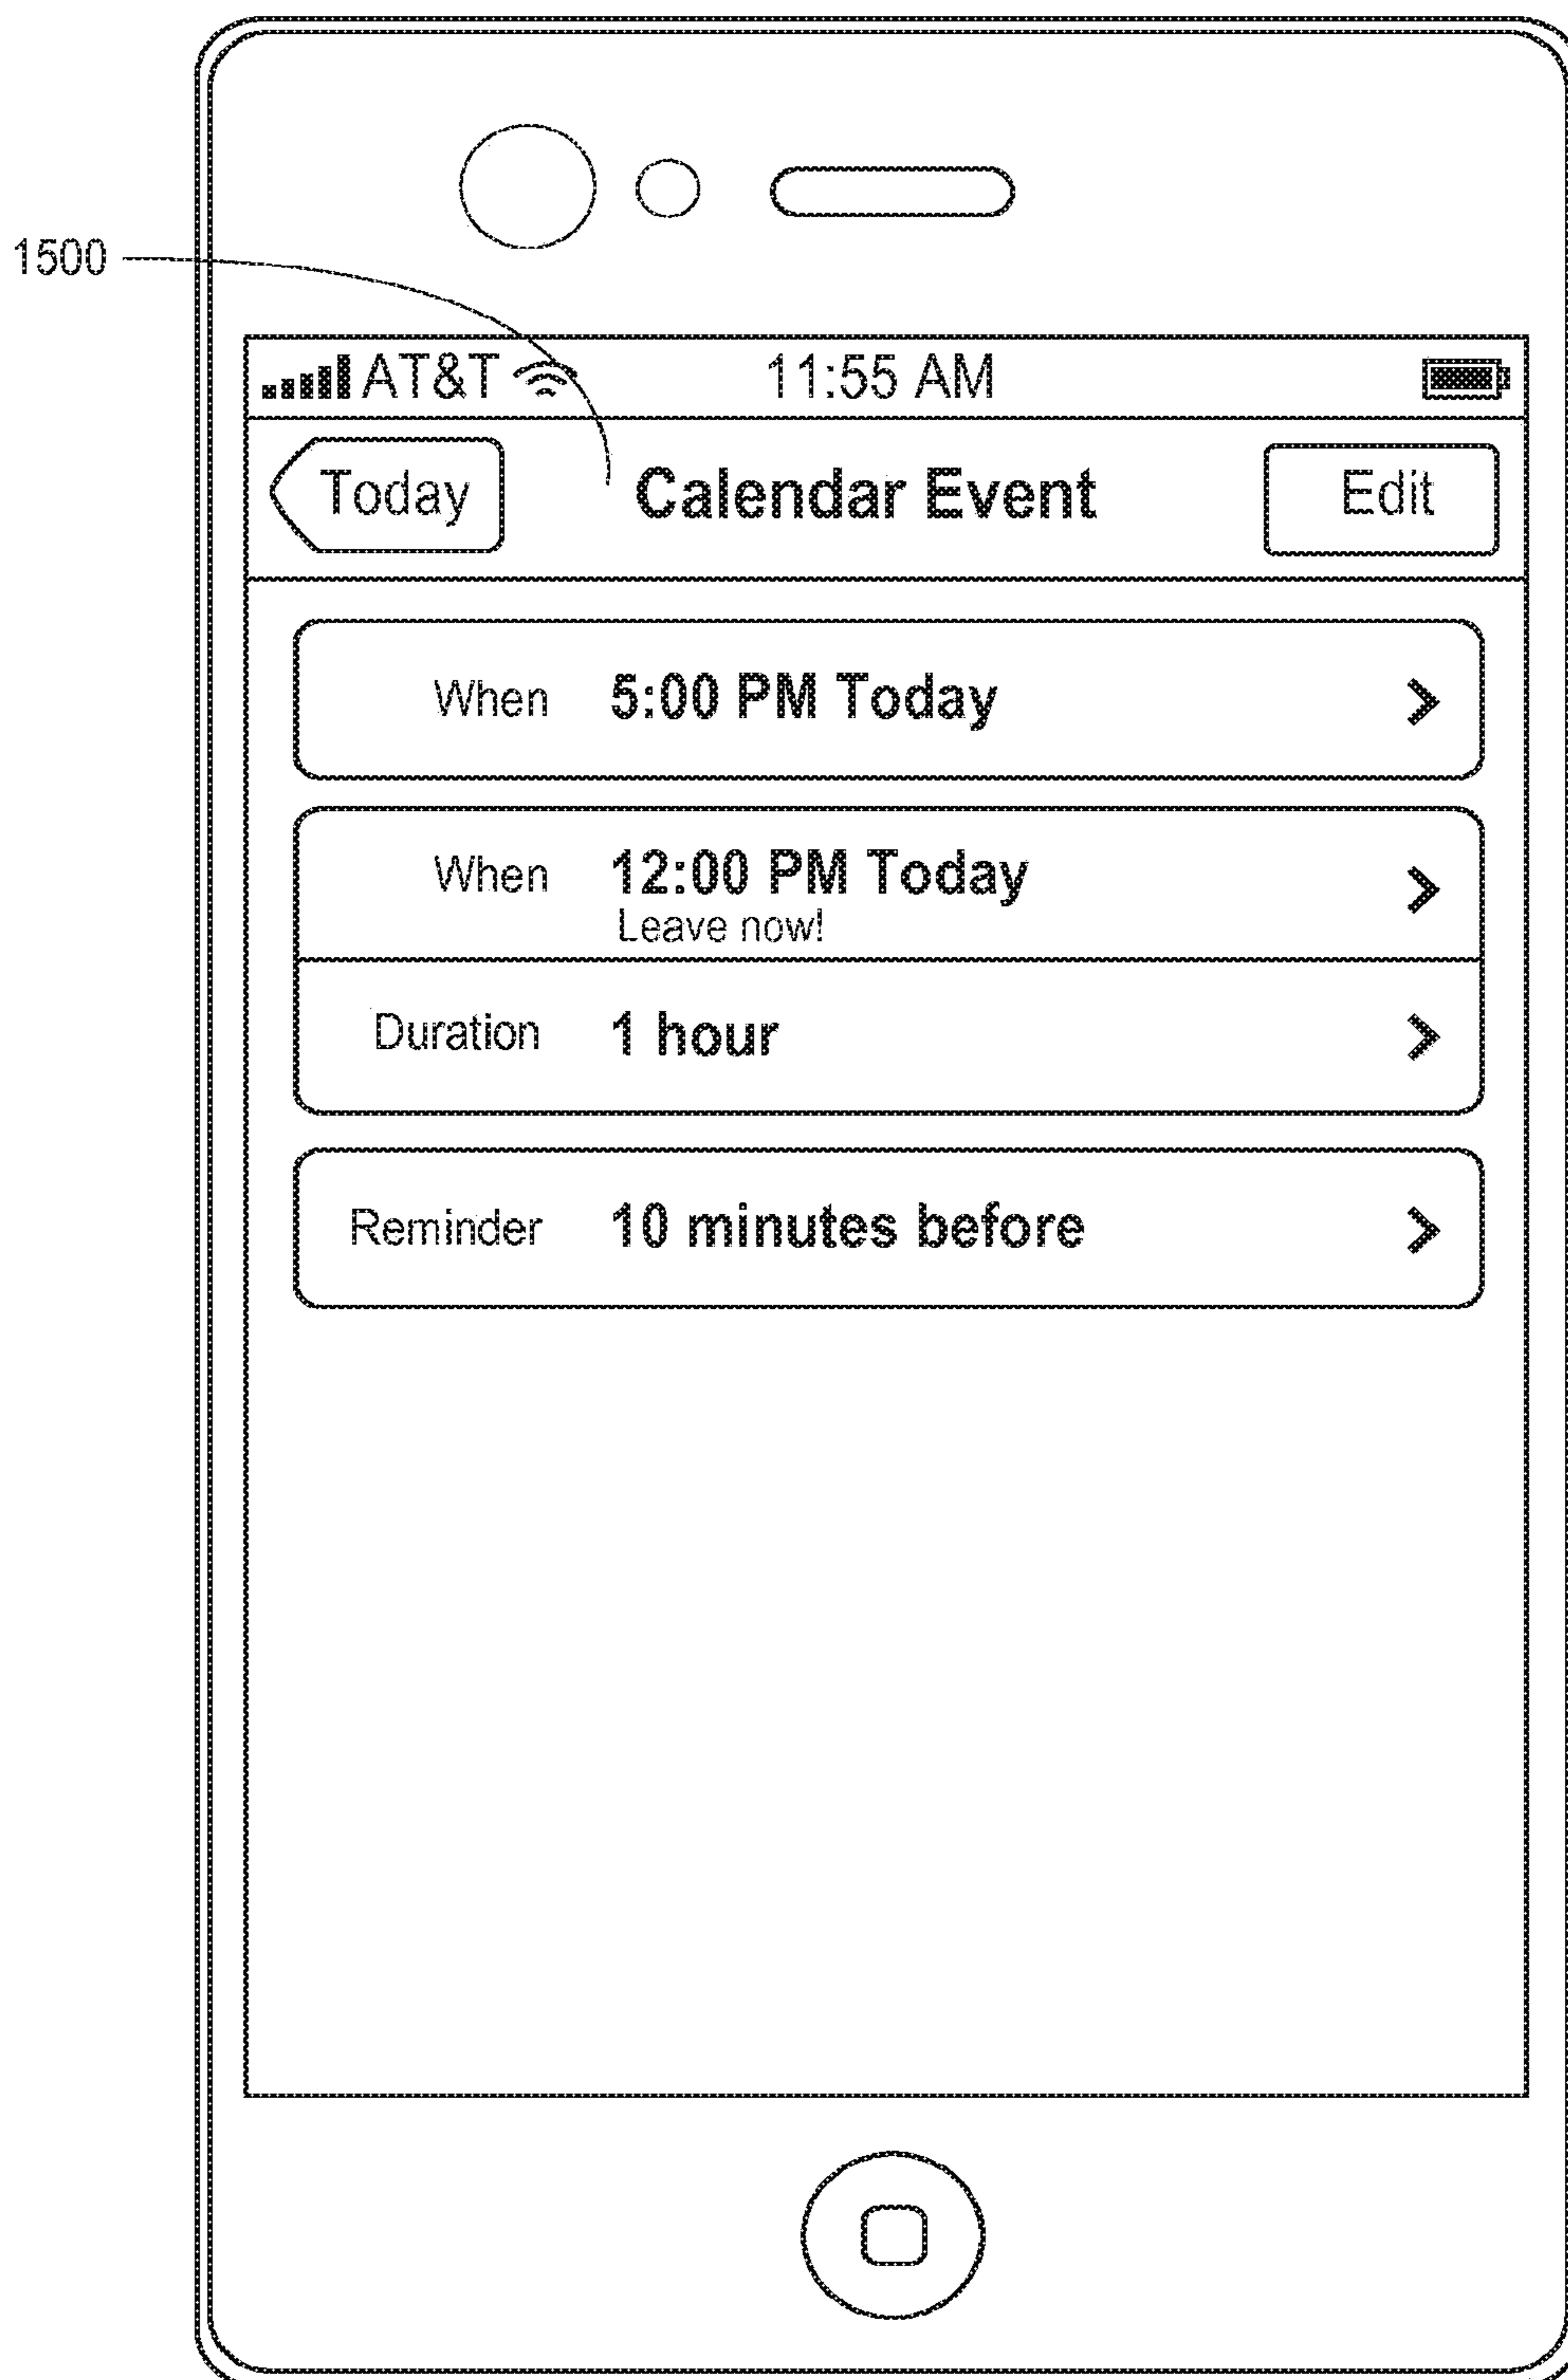 1500
AT&T 11:55 AM
Today Calendar Event Edit
When 5:00 PM Today
When 12:00 PM Today
Leave now!
Duration 1 hour
Reminder 10 minutes before